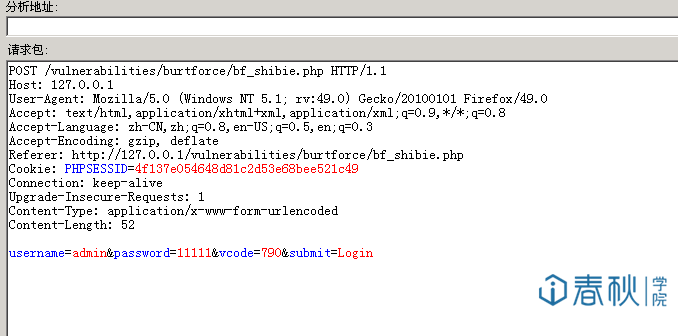 分析地址:
请求包:
POST /vulnerabilities/burtforce/bf_shibie.php HTTP/1.1
Host: 127.0.0.1
User-Agent: Mozilla/5.0 (Windows NT 5.1; rv:49.0) Gecko/20100101 Firefox/49.0
Accept: text/html,application/xhtml+xml,application/xml;q=0.9,*/*;q=0.8
Accept-Language: zh-CN,zh;q=0.8,en-US;q=0.5,en;q=0.3
Accept-Encoding: gzip, deflate
Referer: http://127.0.0.1/vulnerabilities/burtforce/bf_shibie.php
Cookie: PHPSESSID=4f137e054648d81c2d53e68bee521c49
Connection: keep-alive
Upgrade-Insecure-Requests: 1
Content-Type: application/x-www-form-urlencoded
Content-Length: 52
username=admin&password=11111&vcode=790&submit=Login
春秋 学院